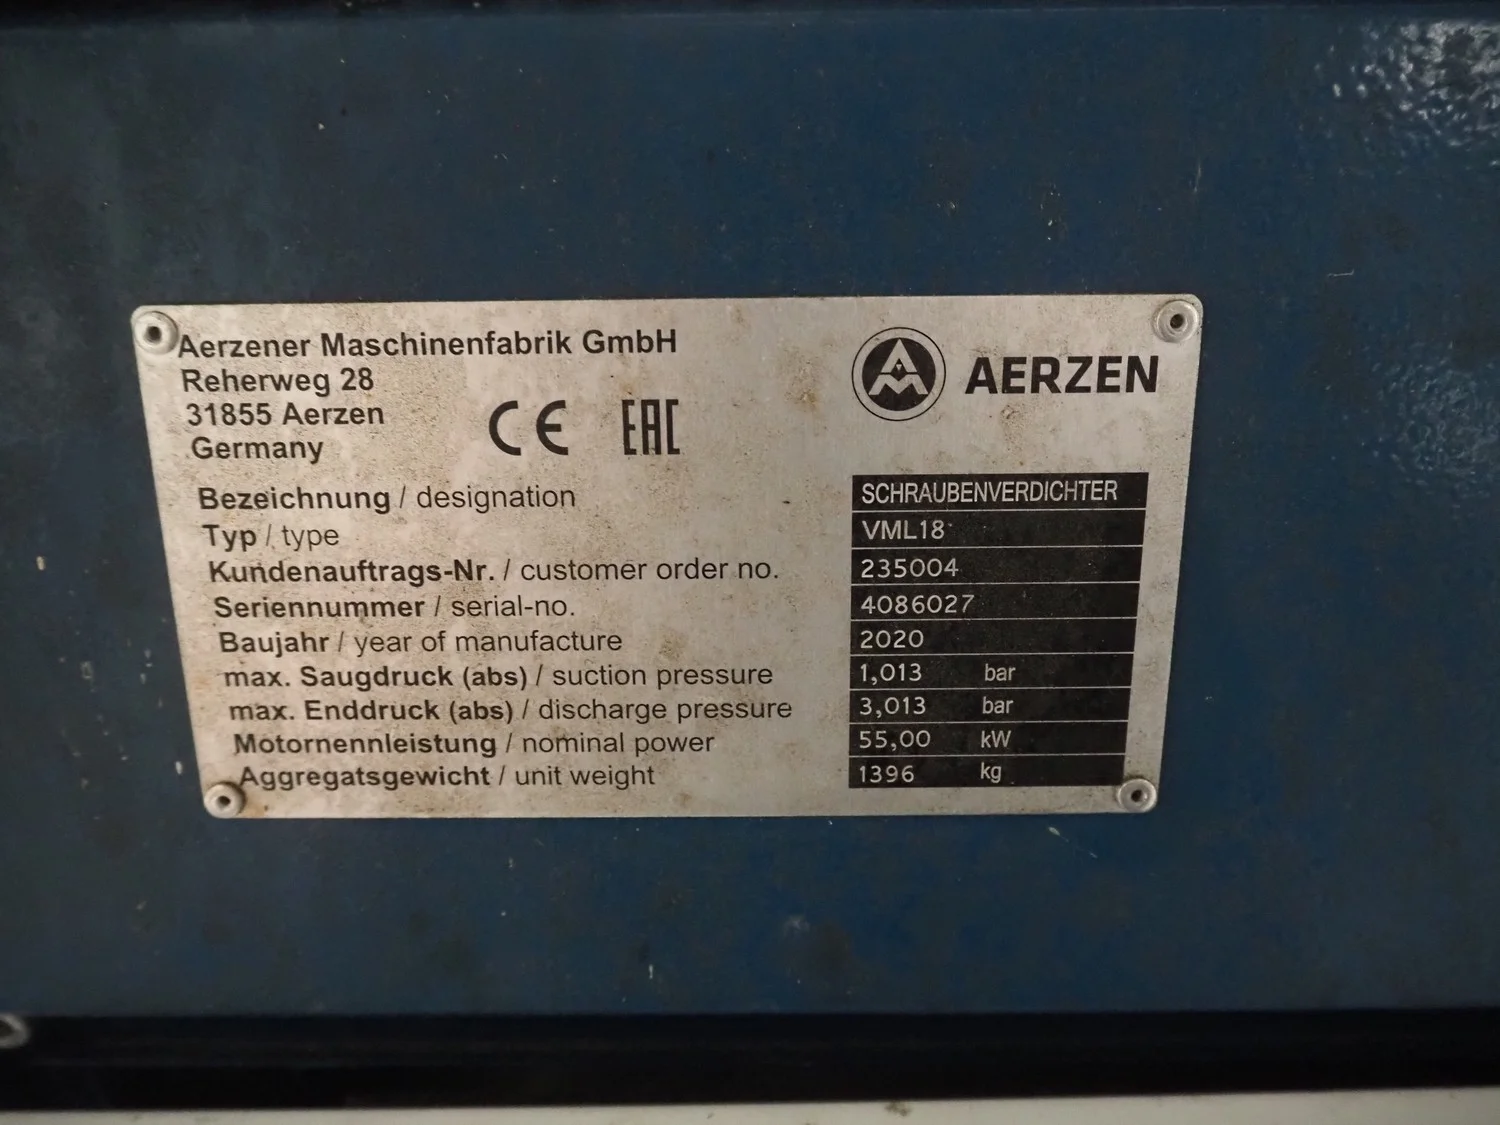 Aerzener Maschinenfabrik GmbH
Reherweg 28
31855 Aerzen
Germany
CE EAC
AERZEN
Bezeichnung / designation SCHRAUBENVERDICHTER
Typ / type VML18
Kundenauftrags-Nr. / customer order no. 235004
Seriennummer / serial-no. 4086027
Baujahr / year of manufacture 2020
max. Saugdruck (abs) / suction pressure 1,013 bar
max. Enddruck (abs) / discharge pressure 3,013 bar
Motornennleistung / nominal power 55,00 kW
Aggregatsgewicht / unit weight 1396 kg